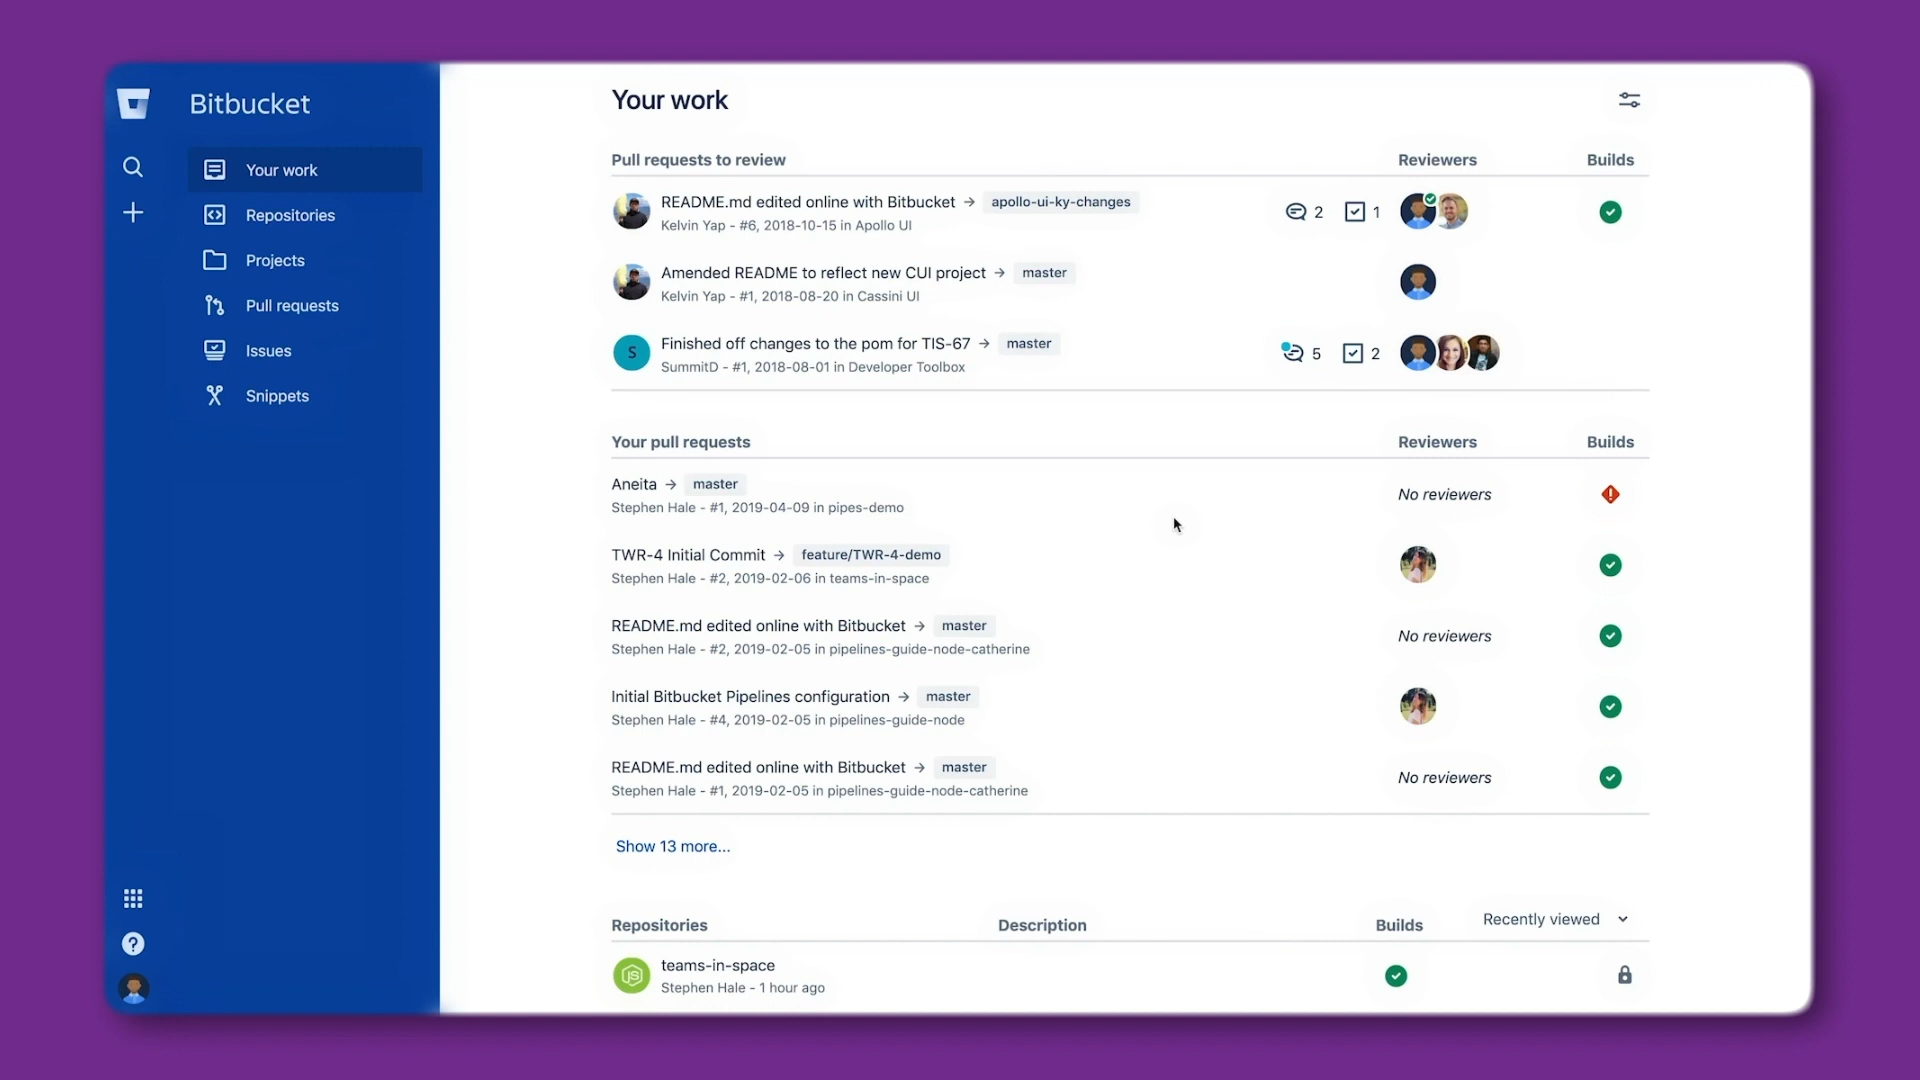 Bitbucket
Your work
Repositories
Projects
Pull requests
Issues
Snippets
Your work
Pull requests to review Reviewers Builds
README.md edited online with Bitbucket → apollo-ui-ky-changes 2 1
Kelvin Yap - #6, 2018-10-15 in Apollo UI
Amended README to reflect new CUI project → master
Kelvin Yap - #1, 2018-08-20 in Cassini UI
S Finished off changes to the pom for TIS-67 → master 5 2
SummitD - #1, 2018-08-01 in Developer Toolbox
Your pull requests Reviewers Builds
Aneita → master No reviewers
Stephen Hale - #1, 2019-04-09 in pipes-demo
TWR-4 Initial Commit → feature/TWR-4-demo
Stephen Hale - #2, 2019-02-06 in teams-in-space
README.md edited online with Bitbucket → master No reviewers
Stephen Hale - #2, 2019-02-05 in pipelines-guide-node-catherine
Initial Bitbucket Pipelines configuration → master
Stephen Hale - #4, 2019-02-05 in pipelines-guide-node
README.md edited online with Bitbucket → master No reviewers
Stephen Hale - #1, 2019-02-05 in pipelines-guide-node-catherine
Show 13 more...
Repositories Description Builds Recently viewed
JS teams-in-space
Stephen Hale - 1 hour ago